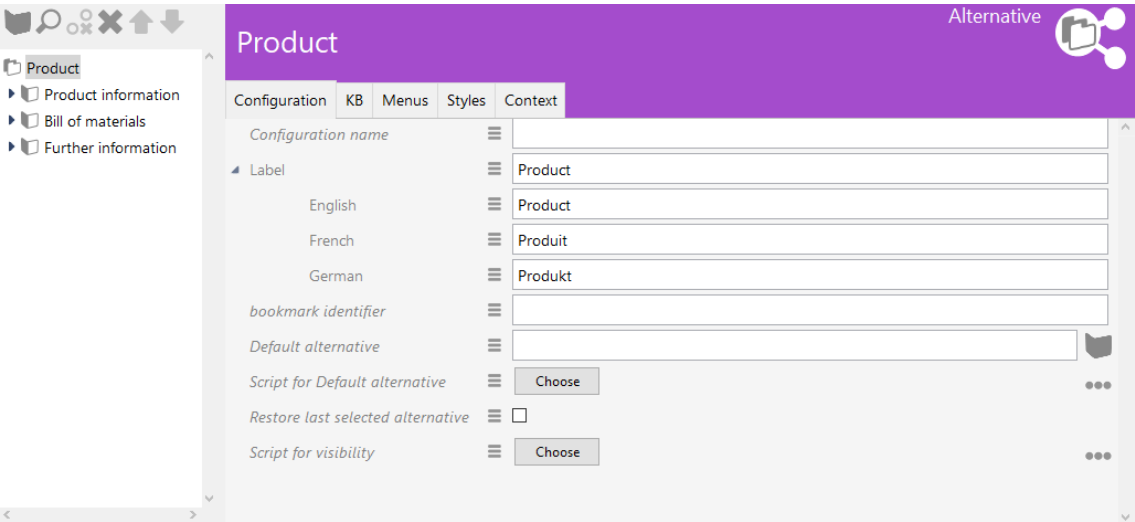 Product
Product information
Bill of materials
Further information
Product
Alternative
Configuration KB Menus Styles Context
Configuration name
Label Product
English Product
French Produit
German Produkt
bookmark identifier
Default alternative
Script for Default alternative Choose
Restore last selected alternative
Script for visibility Choose